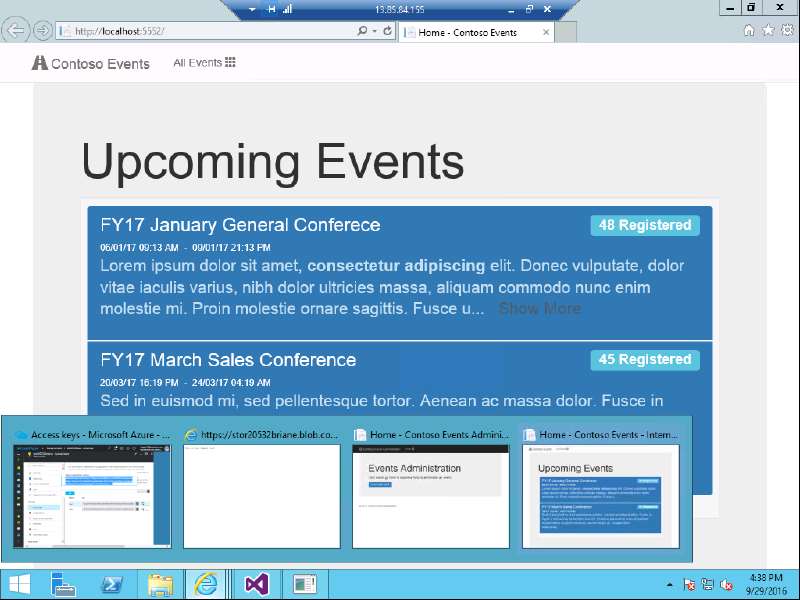 13.85.84.155
http://localhost:5552/
Home - Contoso Events
Contoso Events
All Events
Upcoming Events
FY17 January General Conferece
48 Registered
06/01/17 09:13 AM - 09/01/17 21:13 PM
Lorem ipsum dolor sit amet, consectetur adipiscing elit. Donec vulputate, dolor
vitae iaculis varius, nibh dolor ultricies massa, aliquam commodo nunc enim
molestie mi. Proin molestie ornare sagittis. Fusce u... Show More
FY17 March Sales Conference
45 Registered
20/03/17 16:19 PM - 24/03/17 04:19 AM
Sed in euismod mi, sed pellentesque tortor. Aenean ac massa dolor. Fusce in
Access keys - Microsoft Azure - ...
https://stor20532briane.blob.co...
Home - Contoso Events Admini...
Home - Contoso Events - Intern...
Events Administration
Upcoming Events
4:38 PM
9/29/2016